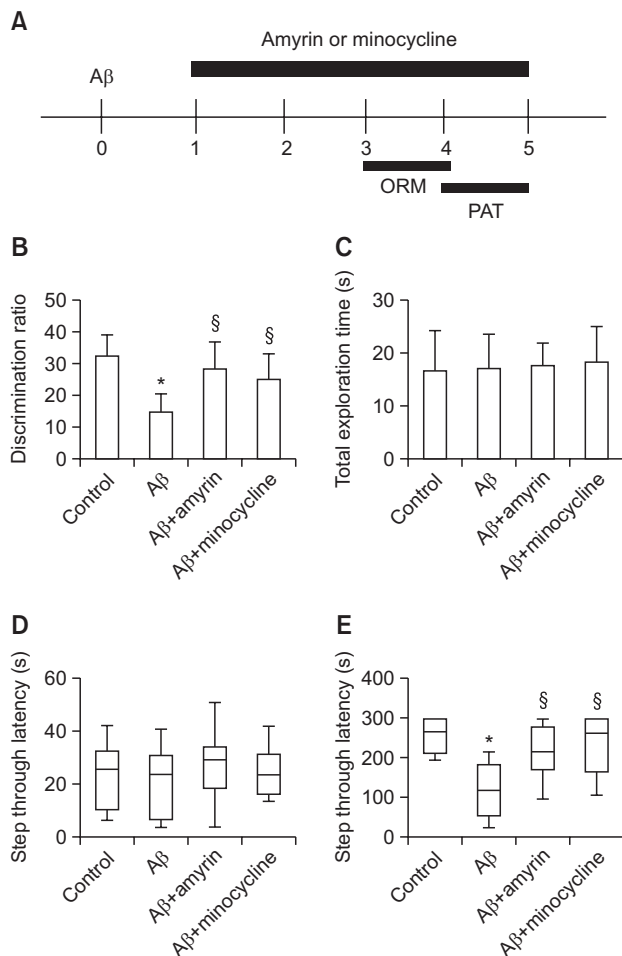 A
Amyrin or minocycline
Aβ
0 1 2 3 4 5
ORM
PAT
B
Discrimination ratio
50
40
30
20
10
0
*
§
§
Control
Aβ
Aβ+amyrin
Aβ+minocycline
C
Total exploration time (s)
30
20
10
0
Control
Aβ
Aβ+amyrin
Aβ+minocycline
D
Step through latency (s)
60
40
20
0
Control
Aβ
Aβ+amyrin
Aβ+minocycline
E
Step through latency (s)
400
300
200
100
0
*
§
§
Control
Aβ
Aβ+amyrin
Aβ+minocycline